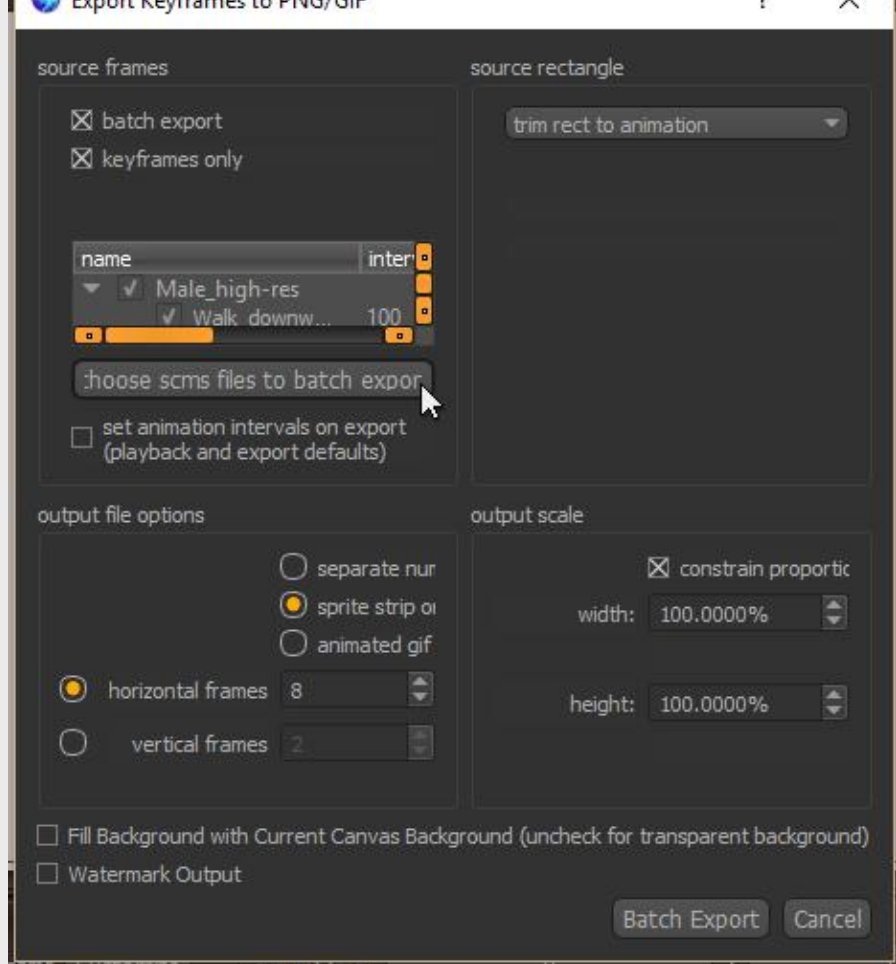 Export Keyframes to PNG/GIF ?
source frames
source rectangle
batch export
trim rect to animation
keyframes only
name inter
Male_high-res
Walk_downw... 100
hoose scms files to batch expor
set animation intervals on export
(playback and export defaults)
output file options
output scale
separate nur
constrain proportic
sprite strip or
width: 100.0000%
animated gif
horizontal frames 8
height: 100.0000%
vertical frames 2
Fill Background with Current Canvas Background (uncheck for transparent background)
Watermark Output
Batch Export Cancel